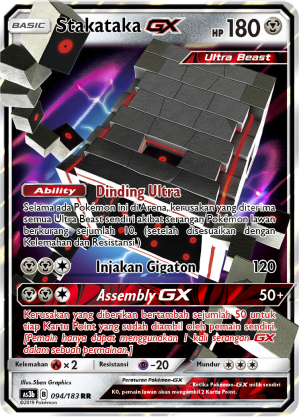 BASIC Stakataka GX HP 180
Ultra Beast
Ability Dinding Ultra
Selama ada Pokémon ini di Arena, kerusakan yang diterima
semua Ultra Beast sendiri akibat serangan Pokémon lawan
berkurang sejumlah 10. (setelah disesuaikan dengan
Kelemahan dan Resistansi.)
Injakan Gigaton 120
Assembly GX 50+
Kerusakan yang diberikan bertambah sejumlah 50 untuk
tiap Kartu Point yang sudah diambil oleh pemain lawan.
[Pemain hanya dapat menggunakan 1 kali serangan GX
dalam sebuah permainan.]
Kelemahan ×2 Resistansi -20 Mundur
Illus.5ban Graphics
AS3b 094/183 RR
©2019 Pokémon
Peraturan Pokémon-GX Ketika Pokémon-GX
KO, pemain lawan akan mengambil 2 Kartu Point.